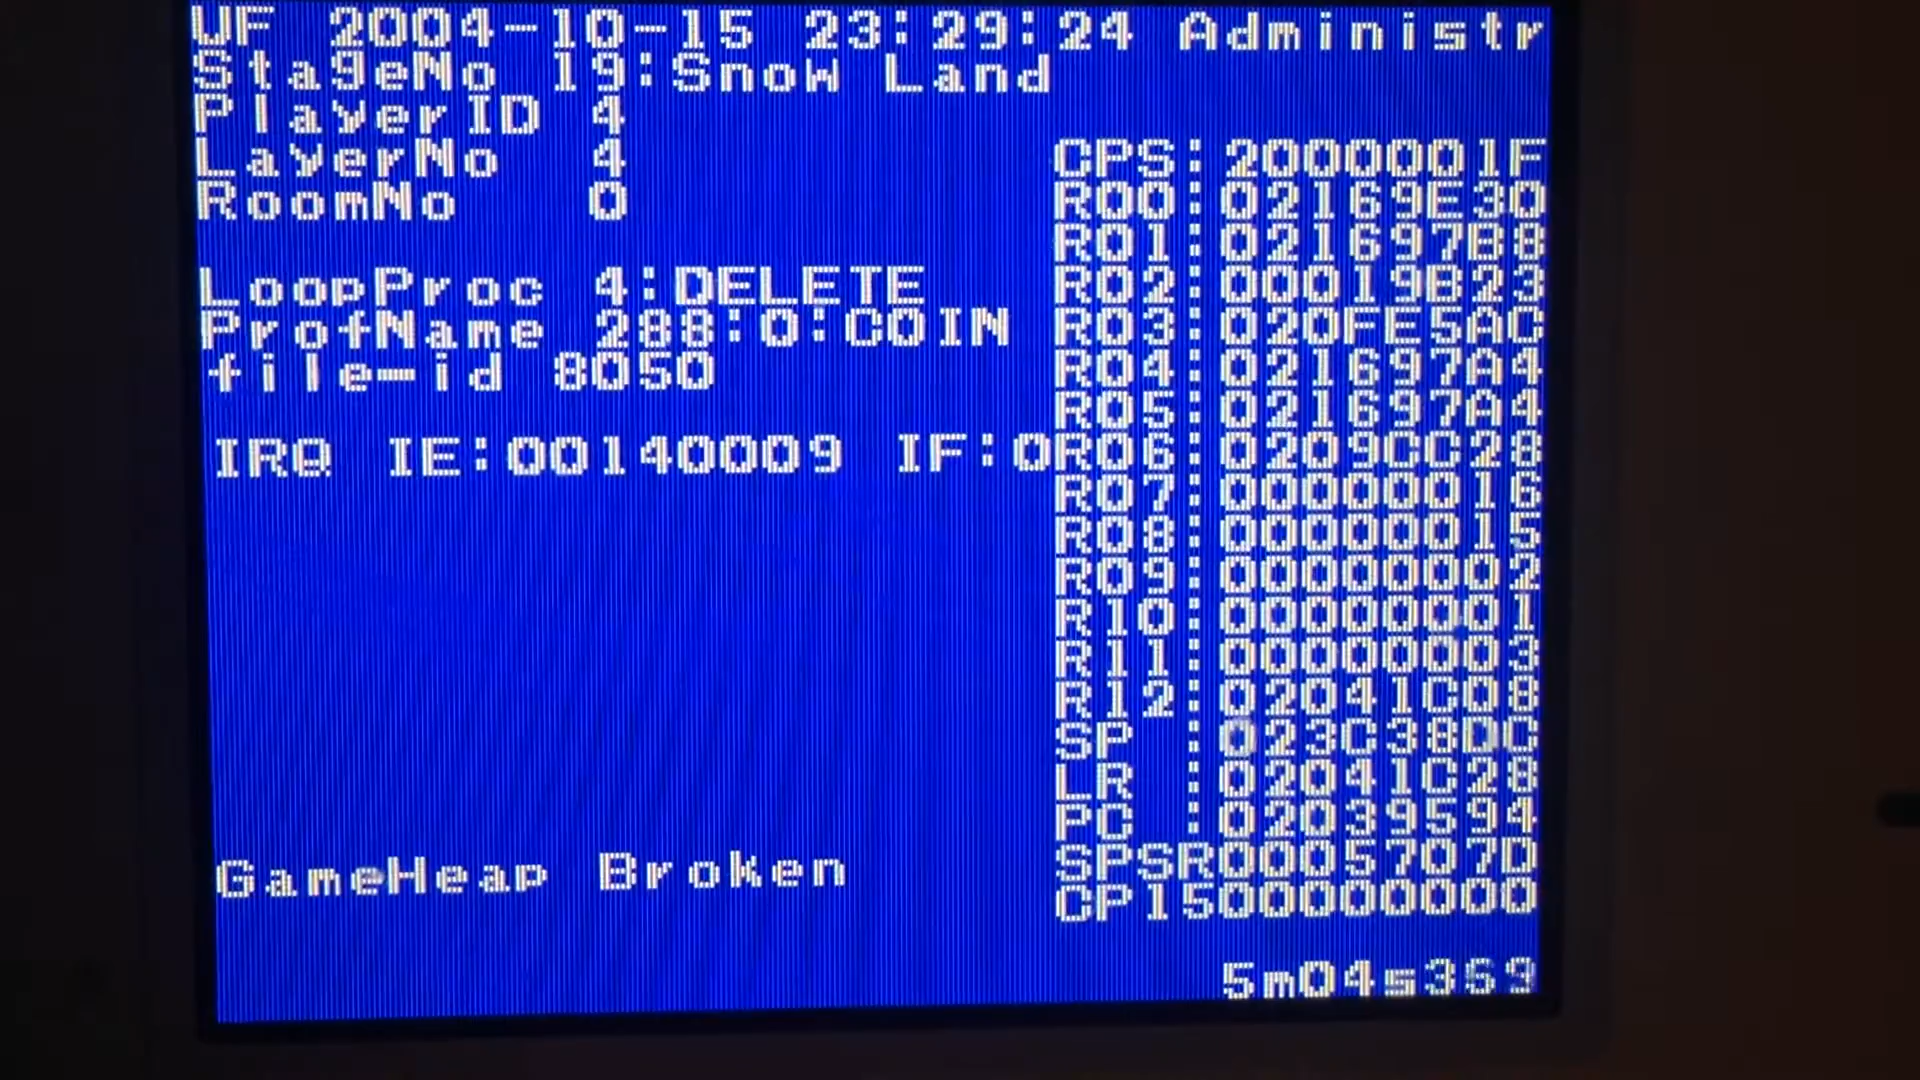 WF 2004-10-15 23:29:24 Administr
StageNo 19:Snow Land
PlayerID 4
LayerNo 4
RoomNo 0
LoopProc 4:DELETE
ProfName 288:0:COIN
file-id 8050
IRQ IE:00140009 IF:0
GameHeap Broken
CPS:2000001F
R00:02169E30
R01:021697B8
R02:00019B23
R03:020FE5AC
R04:021697A4
R05:021697A4
R06:0209CC28
R07:00000016
R08:00000015
R09:00000002
R10:00000001
R11:00000003
R12:02041C08
SP :023C38DC
LR :02041C28
PC :02039594
SPSR0005707D
CP1500000000
5m04s369